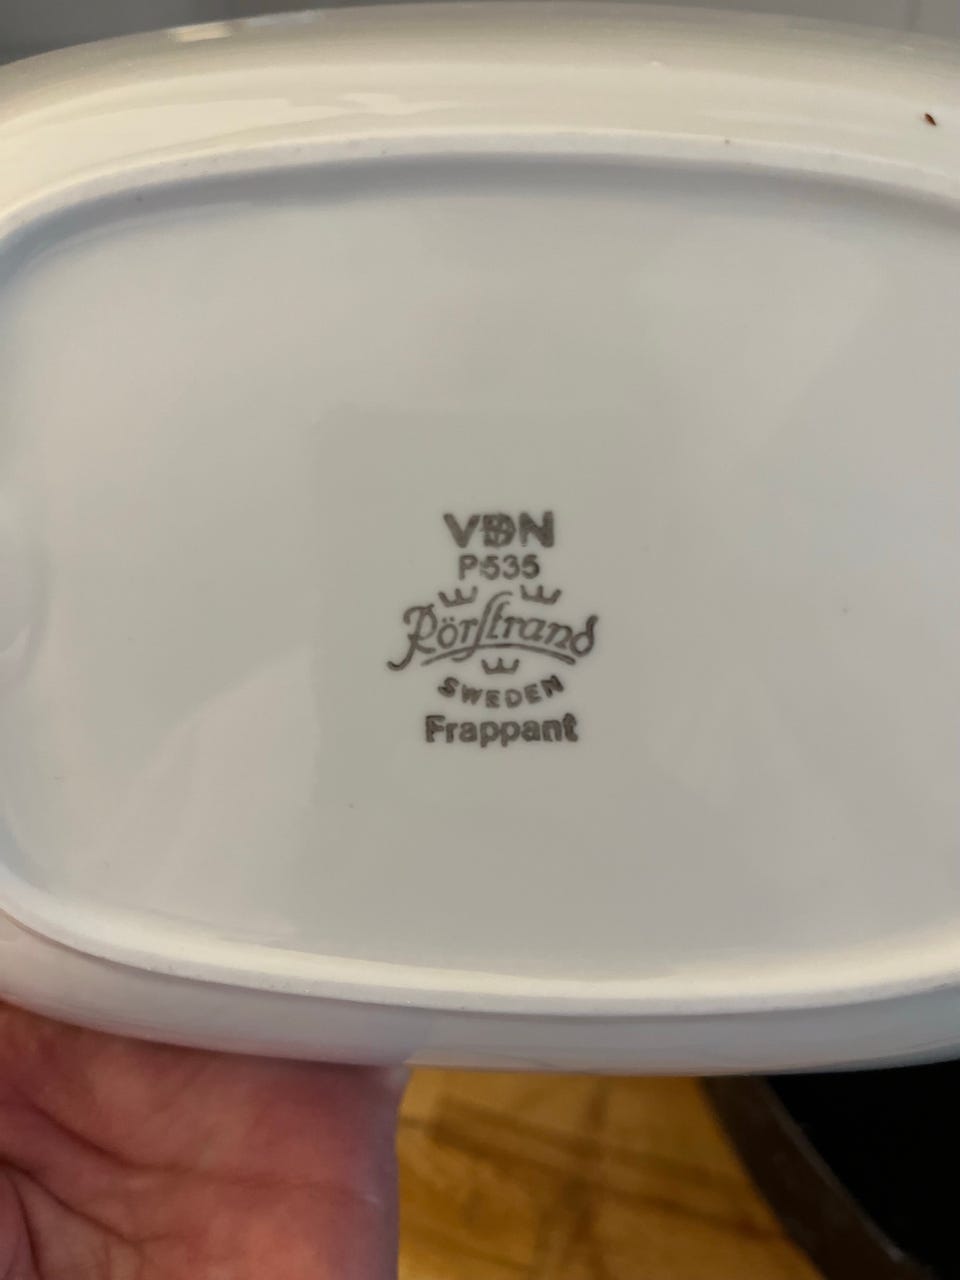 VDN
P535
Rörstrand
SWEDEN
Frappant